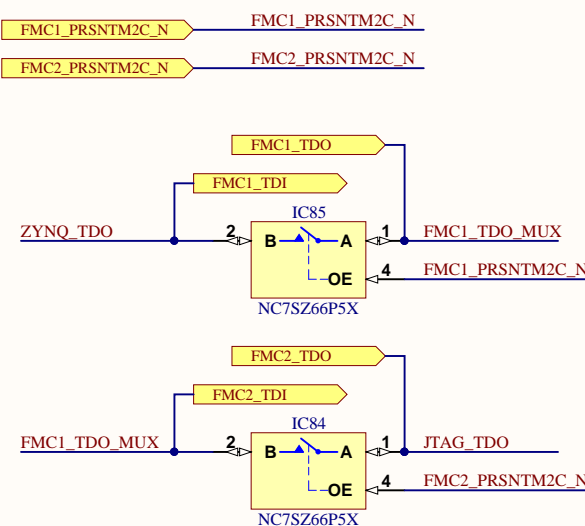 FMC1_PRSNTM2C_N FMC1_PRSNTM2C_N
FMC2_PRSNTM2C_N FMC2_PRSNTM2C_N
FMC1_TDO
FMC1_TDI
IC85
ZYNQ_TDO 2 B A 1 FMC1_TDO_MUX
OE 4 FMC1_PRSNTM2C_N
NC7SZ66P5X
FMC2_TDO
FMC2_TDI
IC84
FMC1_TDO_MUX 2 B A 1 JTAG_TDO
OE 4 FMC2_PRSNTM2C_N
NC7SZ66P5X